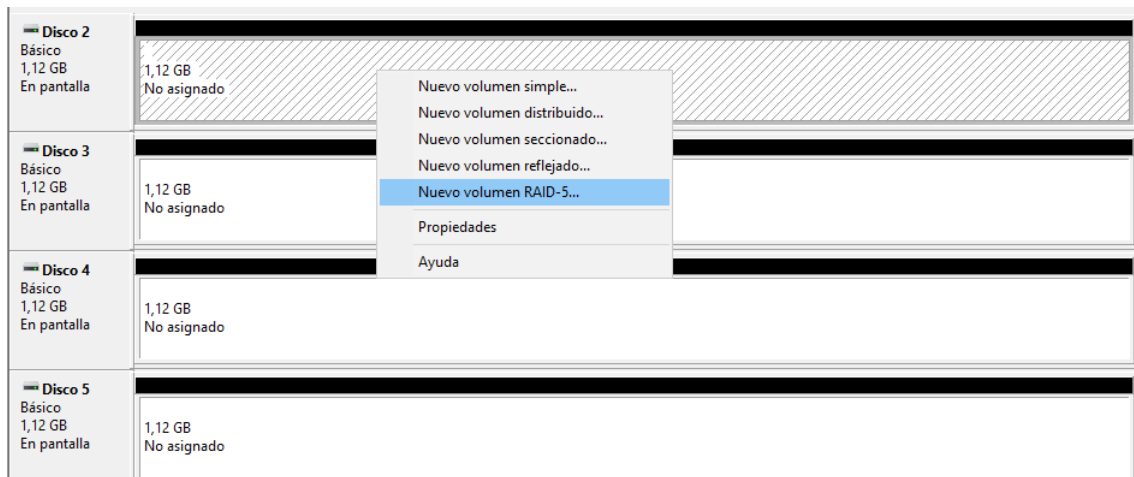 Disco 2
Básico
1,12 GB
En pantalla
1,12 GB
No asignado
Nuevo volumen simple...
Nuevo volumen distribuido...
Nuevo volumen seccionado...
Nuevo volumen reflejado...
Nuevo volumen RAID-5...
Propiedades
Ayuda
Disco 3
Básico
1,12 GB
En pantalla
1,12 GB
No asignado
Disco 4
Básico
1,12 GB
En pantalla
1,12 GB
No asignado
Disco 5
Básico
1,12 GB
En pantalla
1,12 GB
No asignado